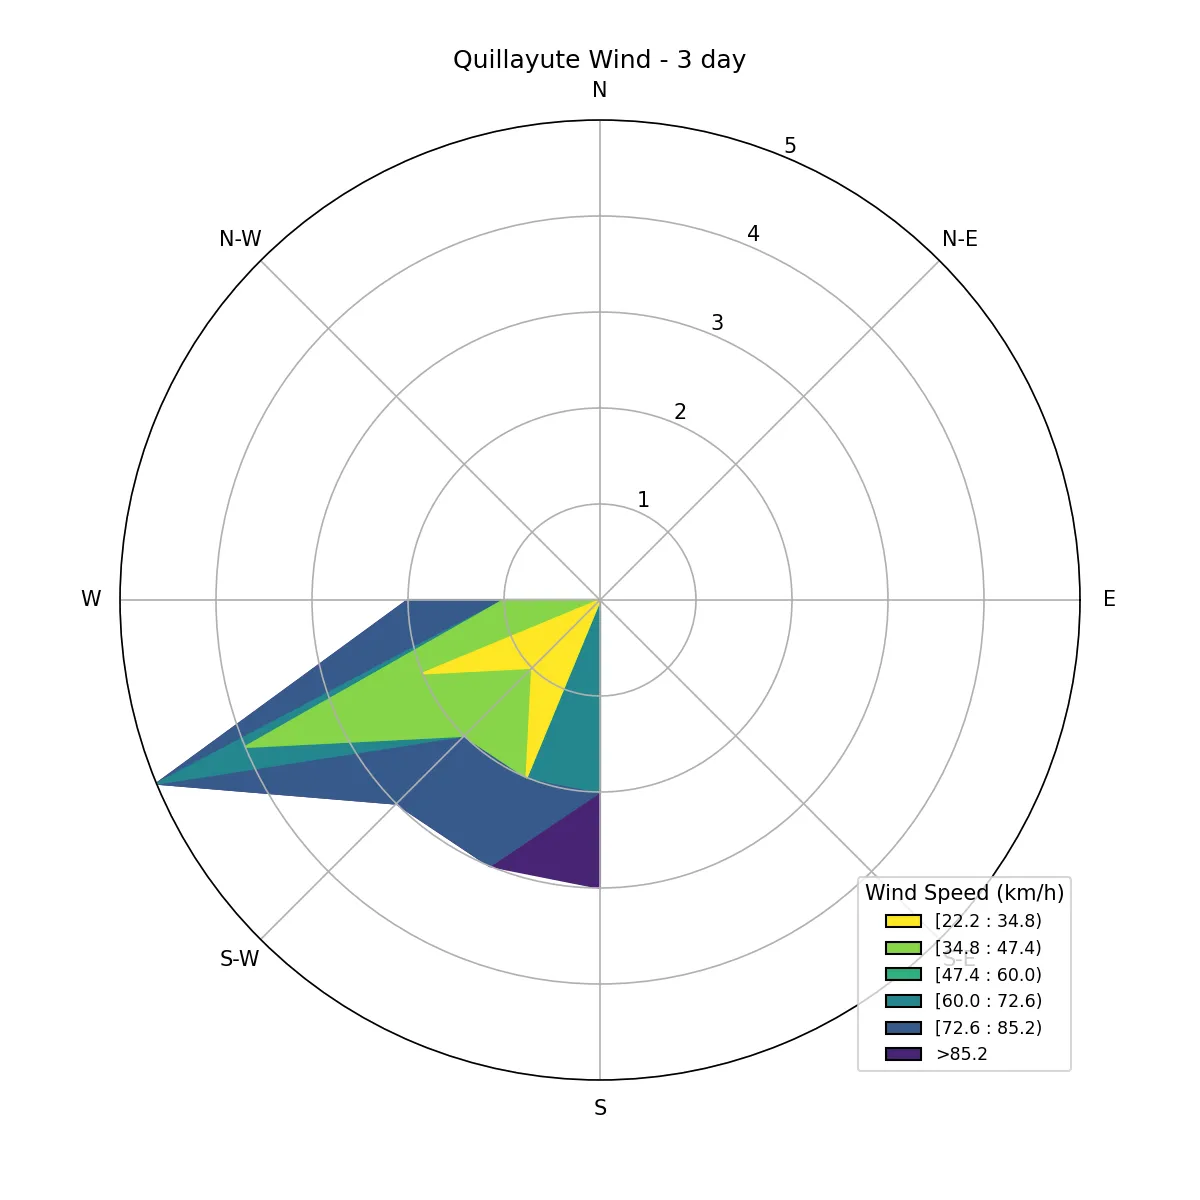 Quillayute Wind - 3 day
N
5
N-W
4
N-E
3
2
1
W
E
Wind Speed (km/h)
[22.2 : 34.8)
[34.8 : 47.4)
S-W
S-E
[47.4 : 60.0)
[60.0 : 72.6)
[72.6 : 85.2)
>85.2
S